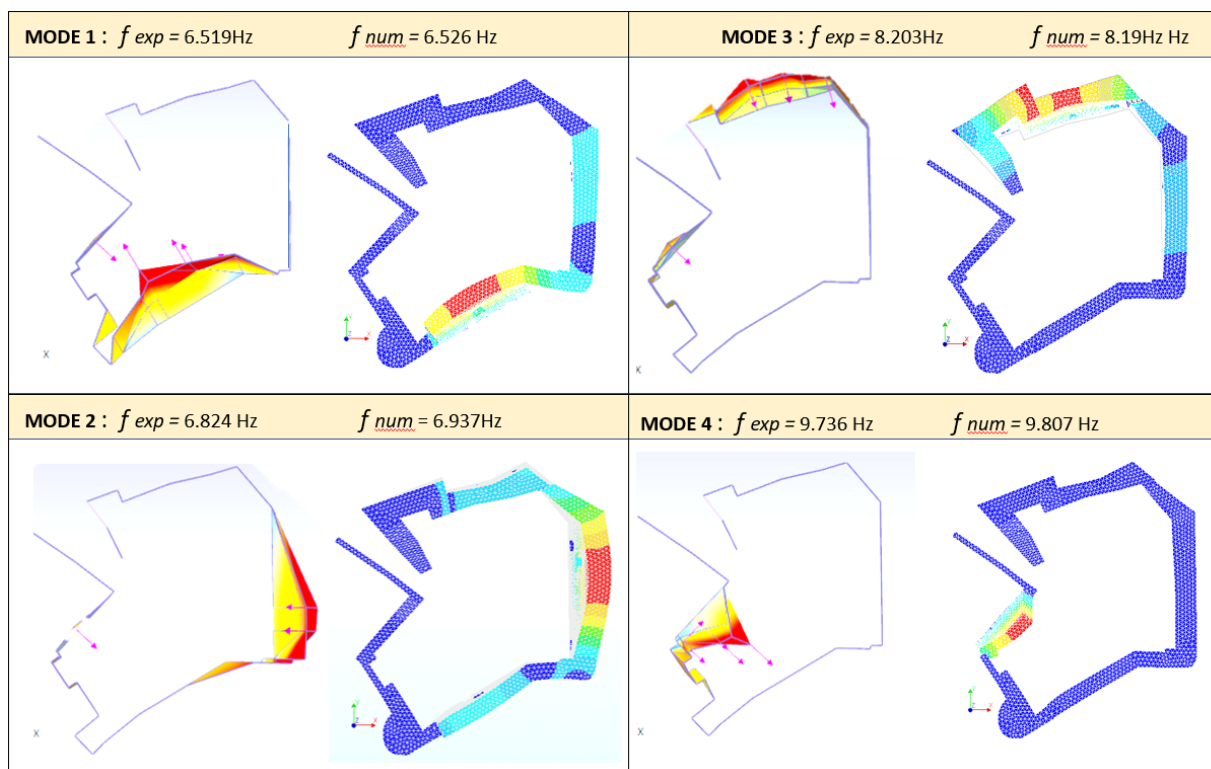 MODE 1 : f exp = 6.519Hz f num = 6.526 Hz
MODE 3 : f exp = 8.203Hz f num = 8.19Hz Hz
X
Y
Z X
K
Y
Z X
MODE 2 : f exp = 6.824 Hz f num = 6.937Hz
MODE 4 : f exp = 9.736 Hz f num = 9.807 Hz
X
Y
Z X
X
Y
Z X